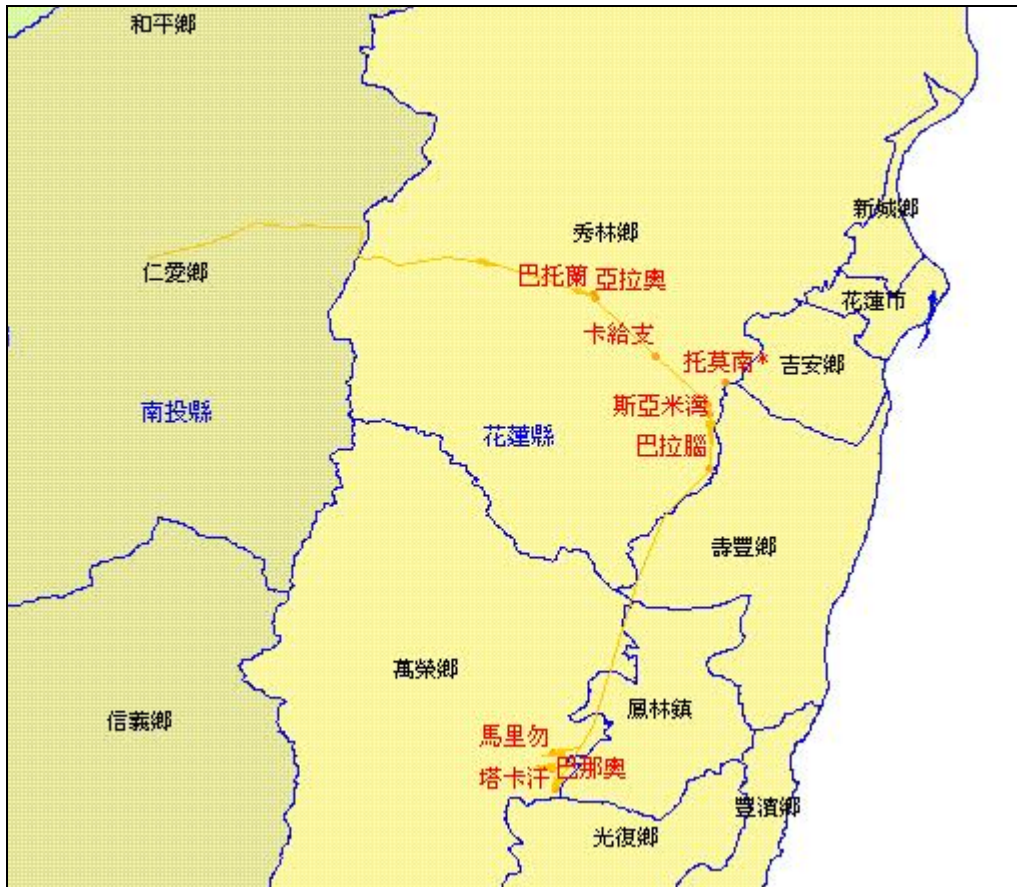 和平鄉
新城鄉
秀林鄉
仁愛鄉
巴托蘭
亞拉奧
花蓮市
卡給支
托莫南*
吉安鄉
南投縣
斯亞米灣
花蓮縣
巴拉腦
壽豐鄉
萬榮鄉
信義鄉
鳳林鎮
馬里勿
巴那奧
塔卡汗
豐濱鄉
光復鄉